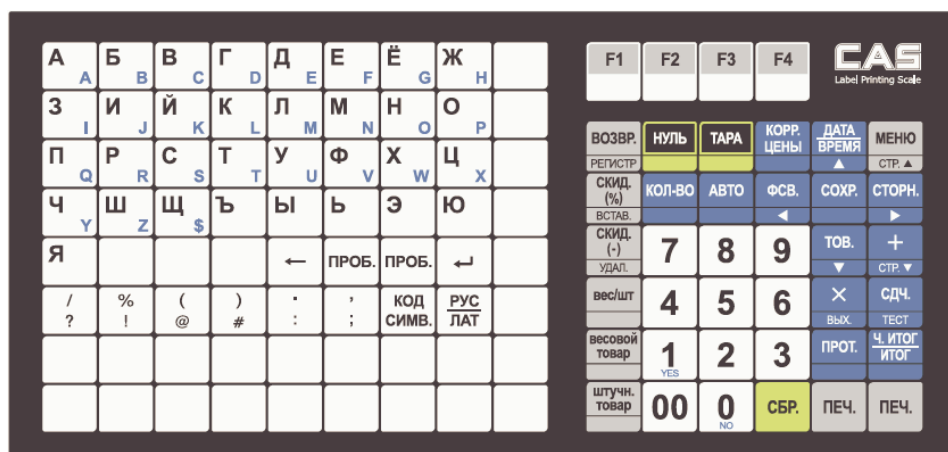 А A Б B В C Г D Д E Е F Ё G Ж H
З I И J Й K К L Л M М N Н O О P
П Q Р R С S Т T У U Ф V Х W Ц X
Ч Y Ш Z Щ $ Ъ Ы Ь Э Ю
Я ← ПРОБ. ПРОБ. ↵
/ ? % ! ( @ ) # . : , ; КОД СИМВ. РУС ЛАТ
F1 F2 F3 F4
CAS
Label Printing Scale
ВОЗВР. НУЛЬ ТАРА КОРР. ЦЕНЫ ДАТА ВРЕМЯ ▲ МЕНЮ
РЕГИСТР СТР. ▲
СКИД. (%) КОЛ-ВО АВТО ФСВ. ◀ СОХР. СТОРН. ▶
ВСТАВ.
СКИД. (-) 7 8 9 ТОВ. ▼ +
УДАЛ. СТР. ▼
вес/шт 4 5 6 × СДЧ.
ВЫХ. ТЕСТ
весовой товар 1 YES 2 3 ПРОТ. Ч. ИТОГ ИТОГ
штучн. товар 00 0 NO СБР. ПЕЧ. ПЕЧ.